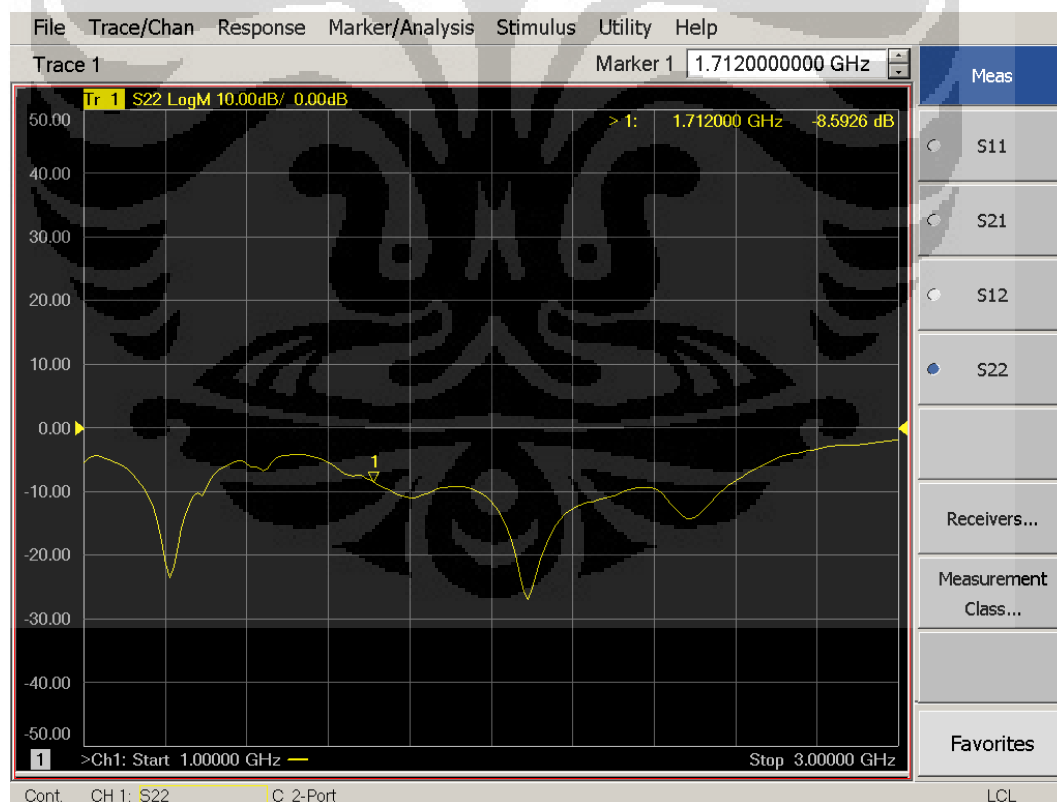 File Trace/Chan Response Marker/Analysis Stimulus Utility Help
Trace 1 Marker 1 1.7120000000 GHz
Meas
Tr 1 S22 LogM 10.00dB/ 0.00dB
> 1: 1.712000 GHz -8.5926 dB
50.00
40.00
30.00
20.00
10.00
0.00
-10.00
-20.00
-30.00
-40.00
-50.00
1
S11
S21
S12
S22
Receivers...
Measurement
Class...
Favorites
1 >Ch1: Start 1.00000 GHz Stop 3.00000 GHz
Cont. CH 1: S22 C 2-Port LCL